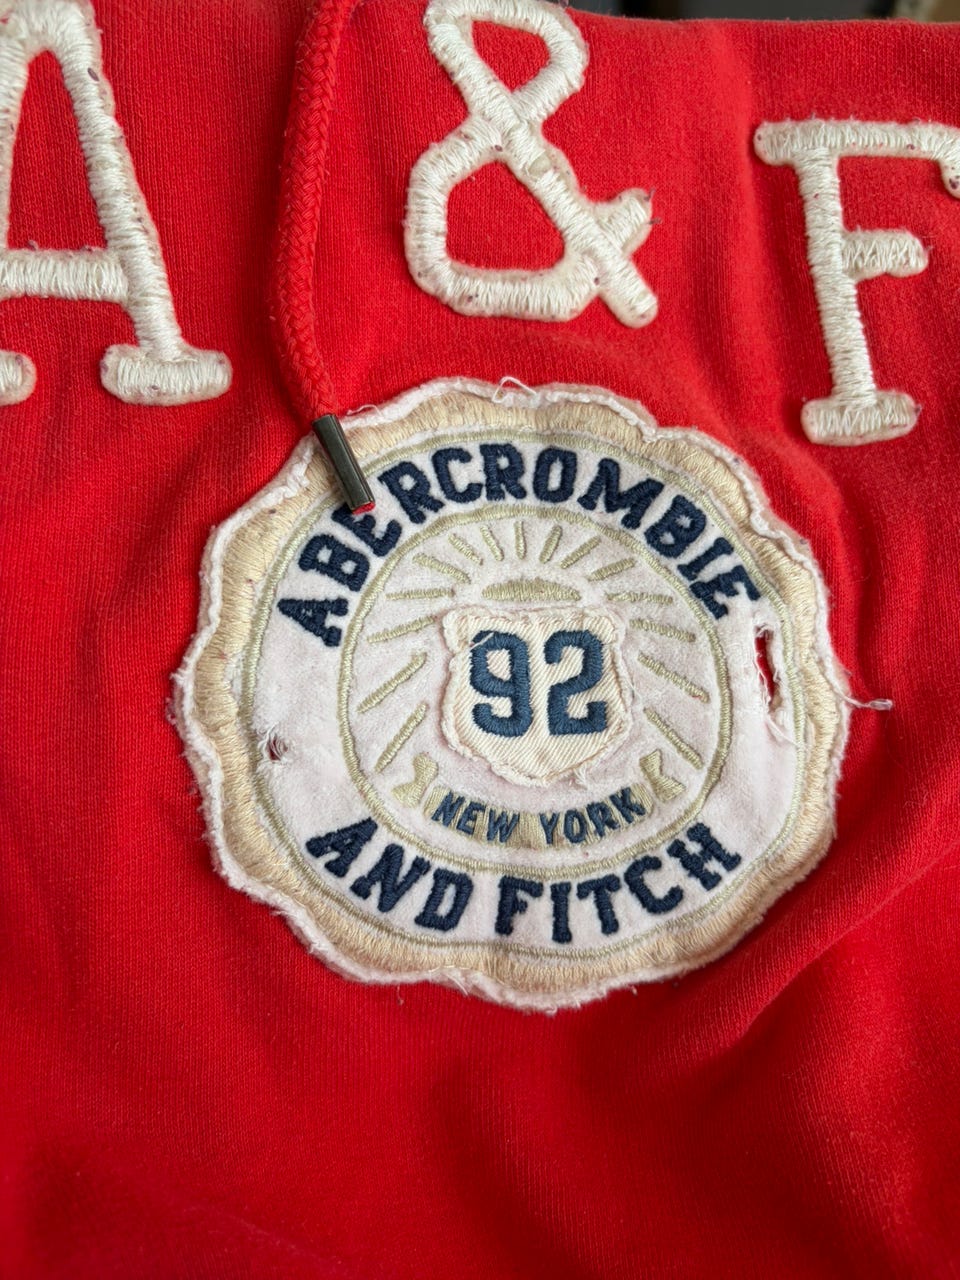 A & F
ABERCROMBIE
92
NEW YORK
AND FITCH